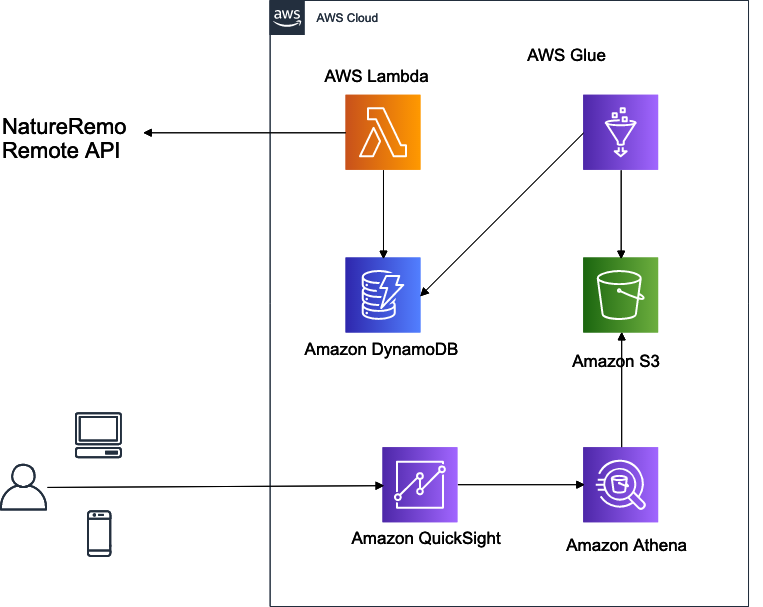 aws
AWS Cloud
AWS Glue
AWS Lambda
NatureRemo
Remote API
Amazon DynamoDB
Amazon S3
Amazon QuickSight
Amazon Athena